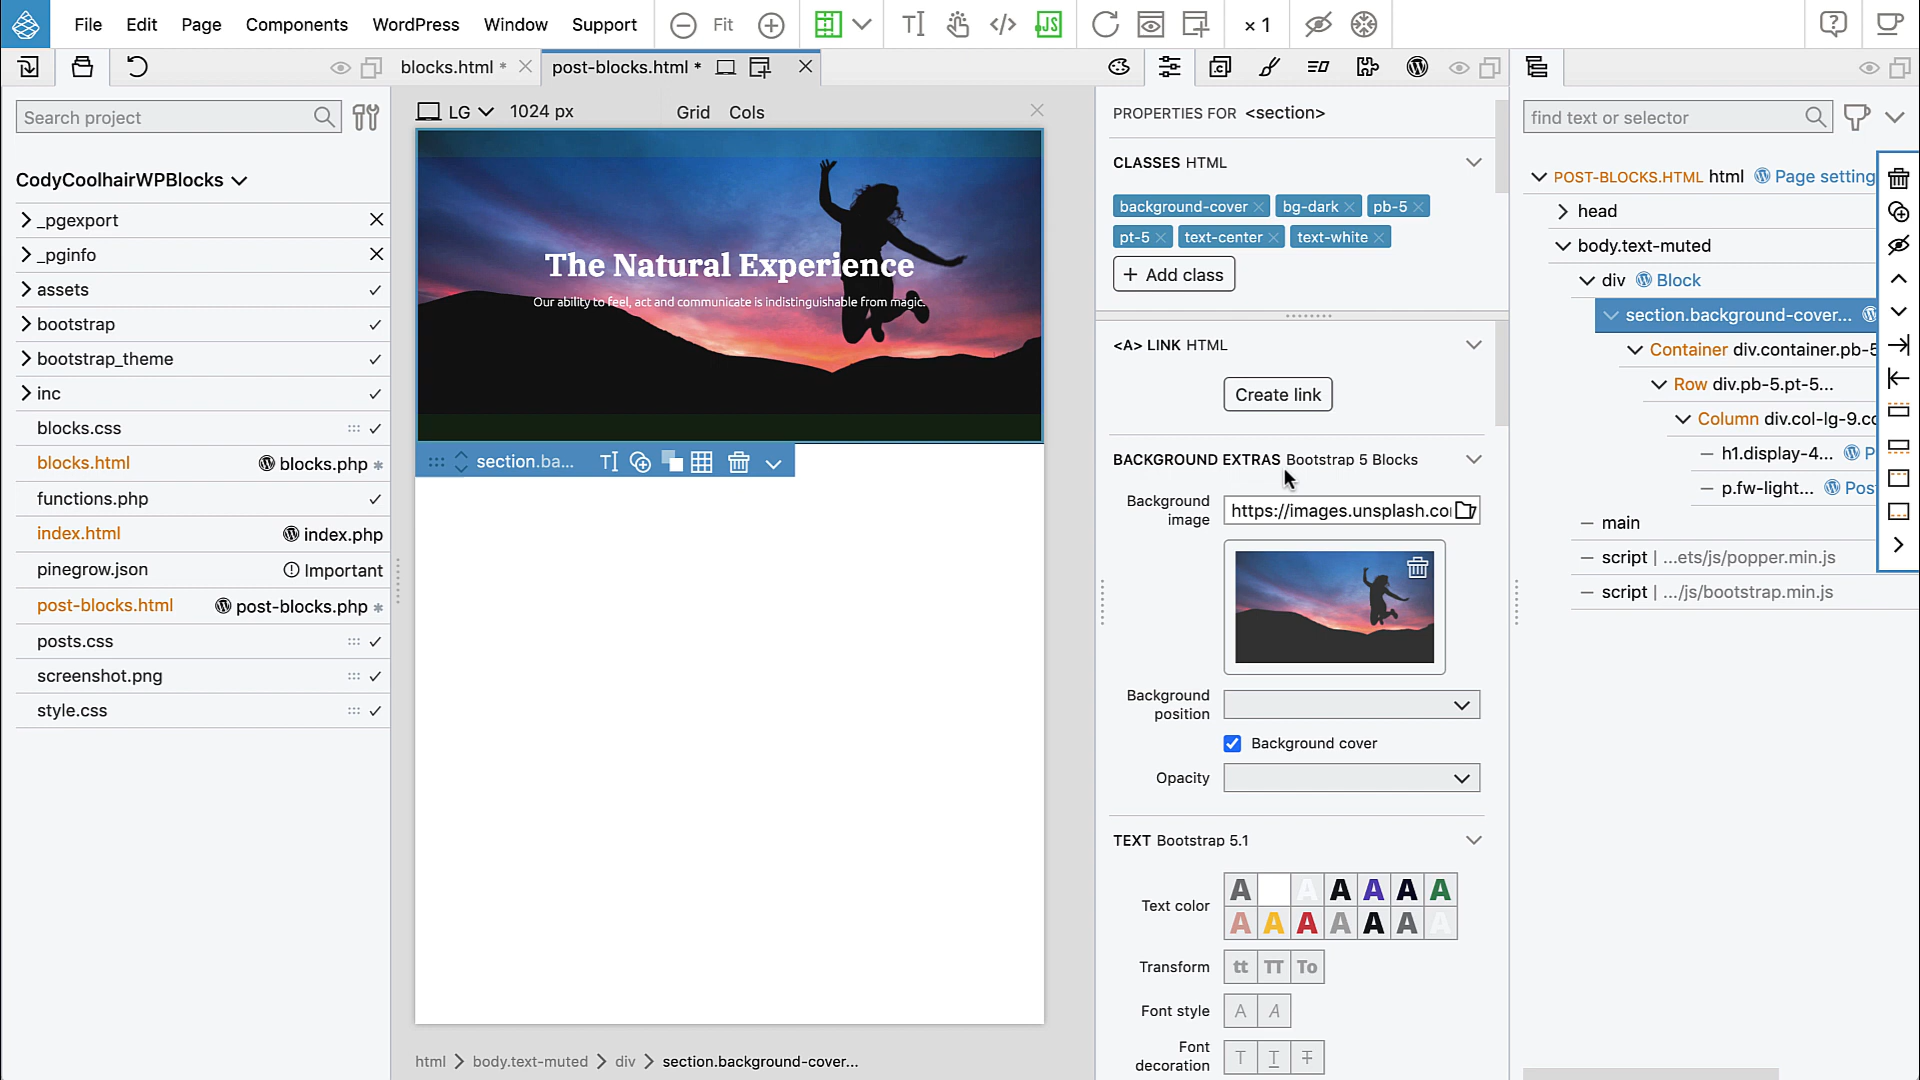 File Edit Page Components WordPress Window Support Fit × 1
blocks.html * post-blocks.html *
Search project
CodyCoolhairWPBlocks
_pgexport
_pginfo
assets
bootstrap
bootstrap_theme
inc
blocks.css
blocks.html blocks.php *
functions.php
index.html index.php
pinegrow.json Important
post-blocks.html post-blocks.php *
posts.css
screenshot.png
style.css
LG 1024 px Grid Cols
The Natural Experience
Our ability to feel, act and communicate is indistinguishable from magic.
section.ba...
html body.text-muted div section.background-cover...
PROPERTIES FOR <section>
CLASSES HTML
background-cover bg-dark pb-5
pt-5 text-center text-white
+ Add class
<A> LINK HTML
Create link
BACKGROUND EXTRAS Bootstrap 5 Blocks
Background
image
https://images.unsplash.co
Background
position
Background cover
Opacity
TEXT Bootstrap 5.1
Text color
A A A A A A
A A A A A A A
Transform tt TT To
Font style A A
Font
decoration
T T T
find text or selector
POST-BLOCKS.HTML html Page setting
head
body.text-muted
div Block
section.background-cover...
Container div.container.pb-5
Row div.pb-5.pt-5...
Column div.col-lg-9.co
h1.display-4... P
p.fw-light... Pos
main
script | ...ets/js/popper.min.js
script | .../js/bootstrap.min.js